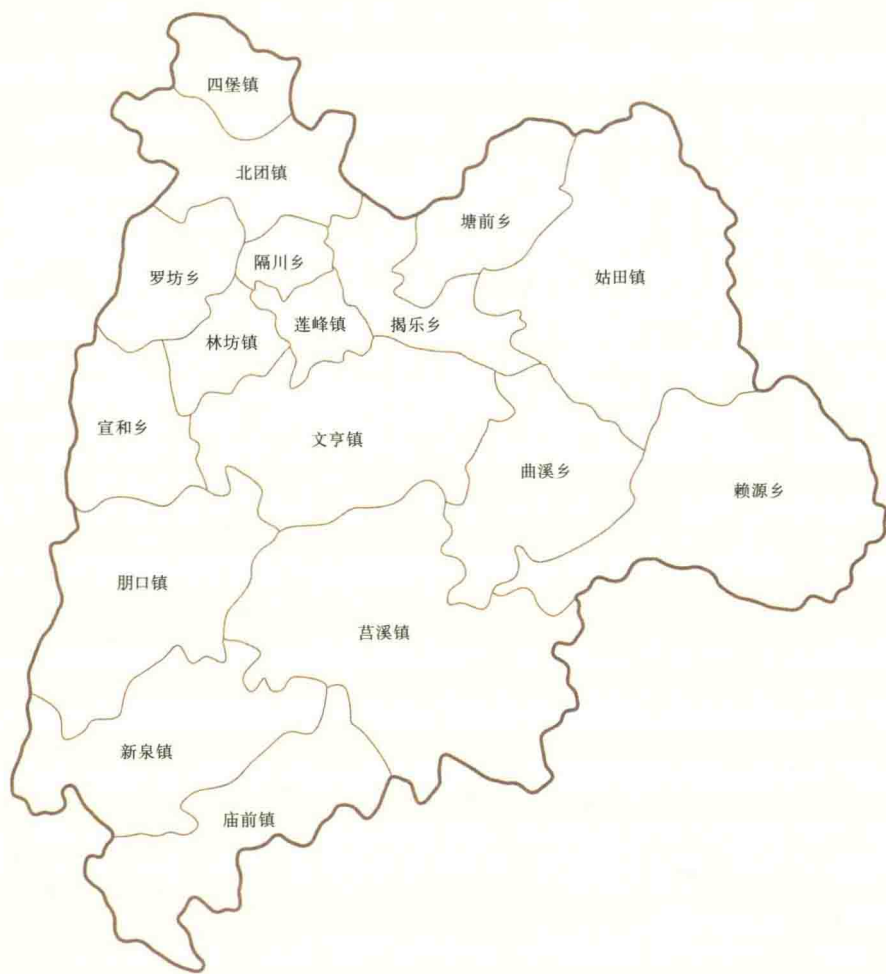 四堡镇
北团镇
塘前乡
罗坊乡
隔川乡
姑田镇
莲峰镇
揭乐乡
林坊镇
宣和乡
文亨镇
曲溪乡
赖源乡
朋口镇
莒溪镇
新泉镇
庙前镇